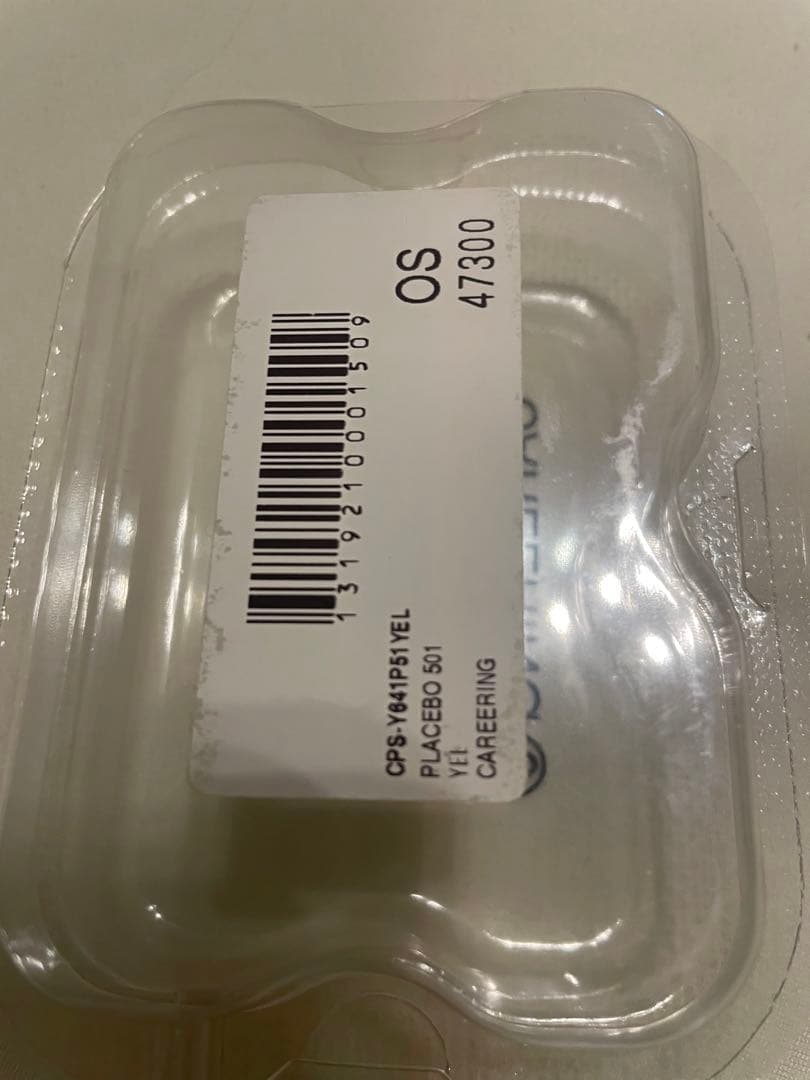 OS
47300
1319210001509
CPS-Y641P51YEL
PLACEBO 501
YEL
CAREERING